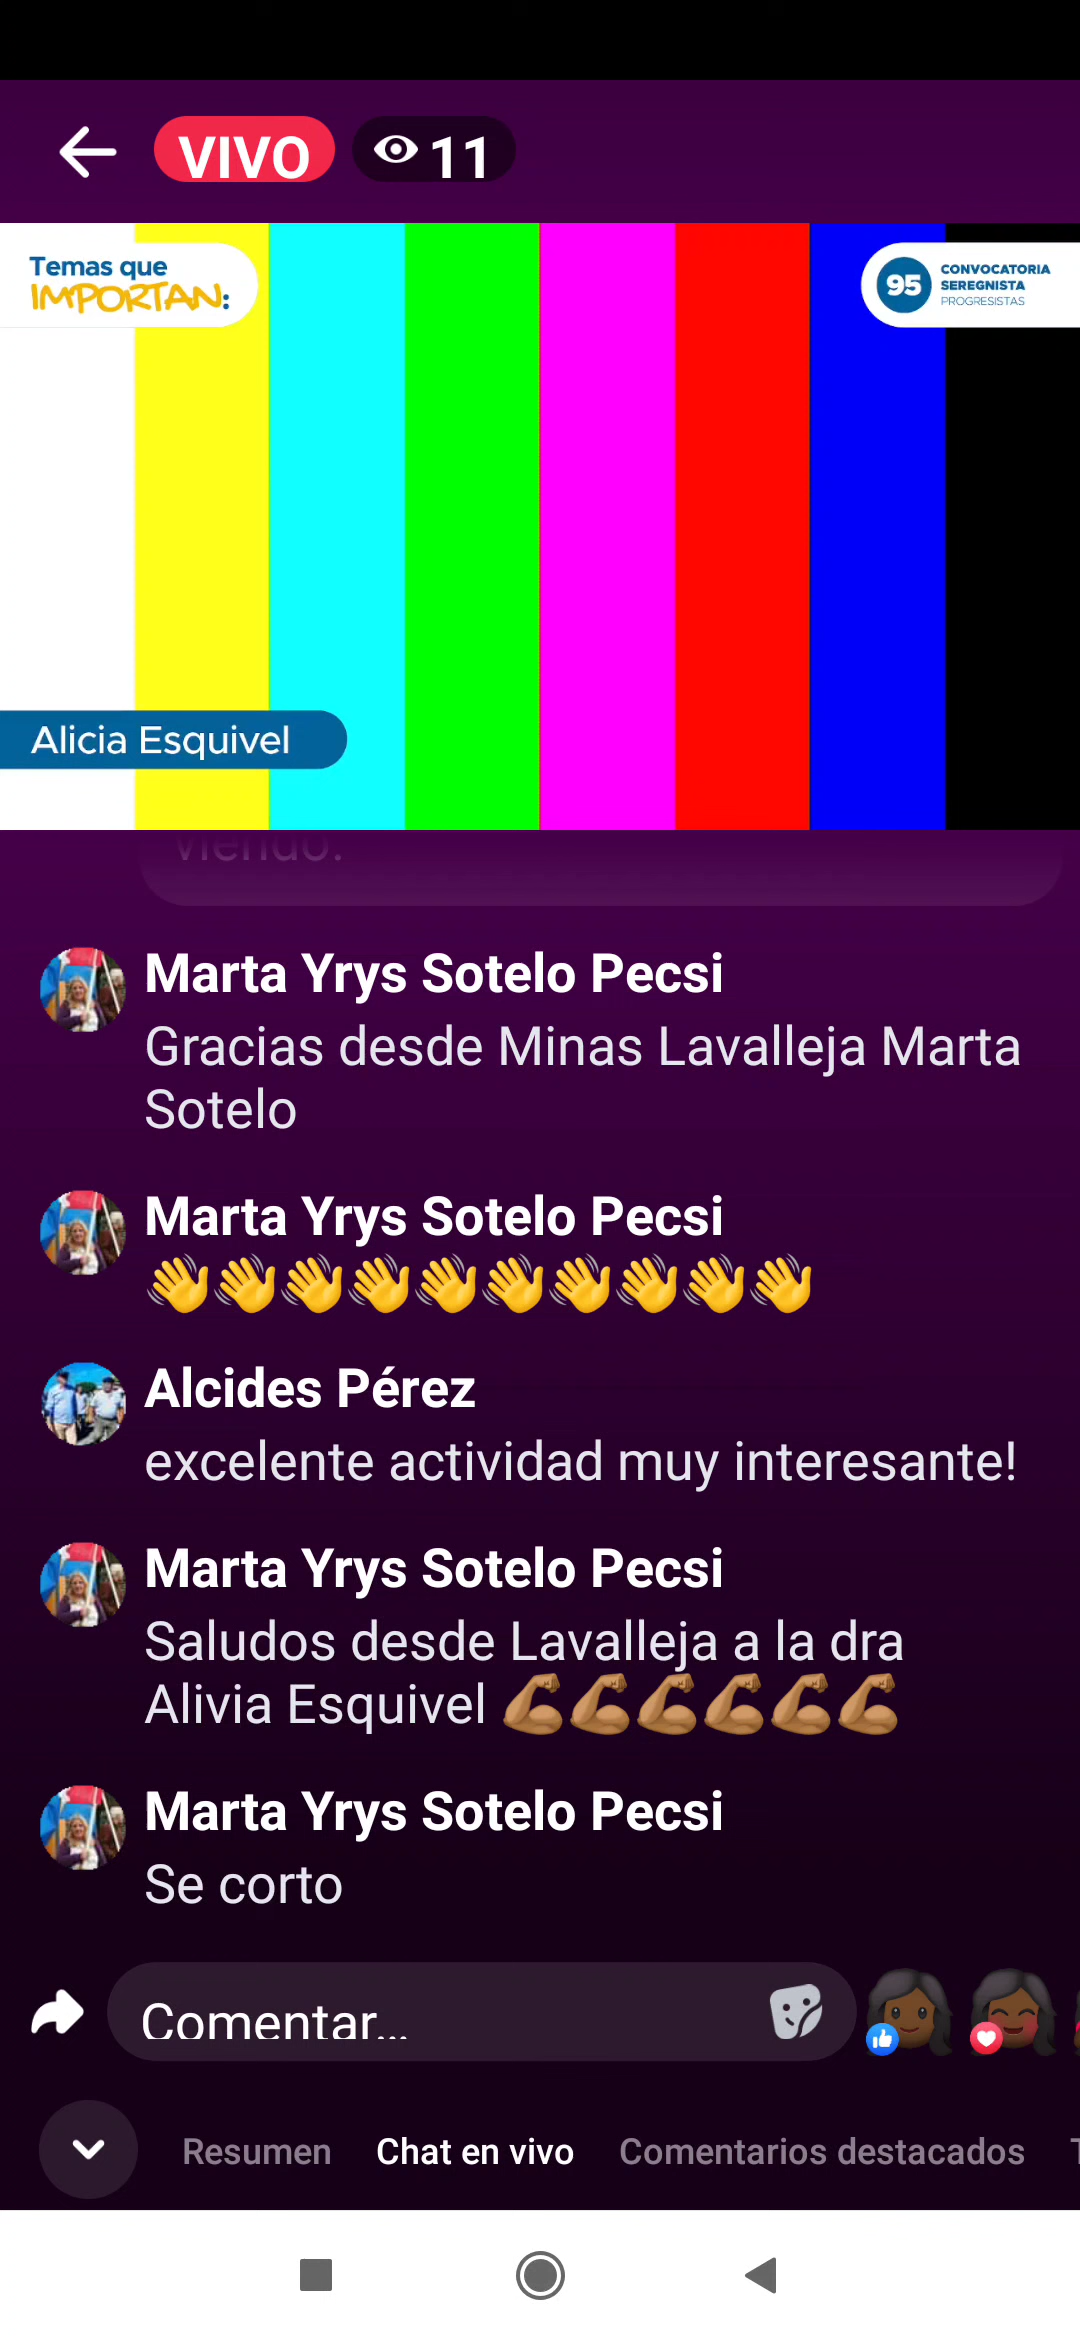 VIVO
11
Temas que
IMPORTAN:
95
CONVOCATORIA
SEREGNISTA
PROGRESISTAS
Alicia Esquivel
viendo.
Marta Yrys Sotelo Pecsi
Gracias desde Minas Lavalleja Marta
Sotelo
Marta Yrys Sotelo Pecsi
👋👋👋👋👋👋👋👋👋👋
Alcides Pérez
excelente actividad muy interesante!
Marta Yrys Sotelo Pecsi
Saludos desde Lavalleja a la dra
Alivia Esquivel 💪🏽💪🏽💪🏽💪🏽💪🏽💪🏽
Marta Yrys Sotelo Pecsi
Se corto
Comentar...
Resumen
Chat en vivo
Comentarios destacados